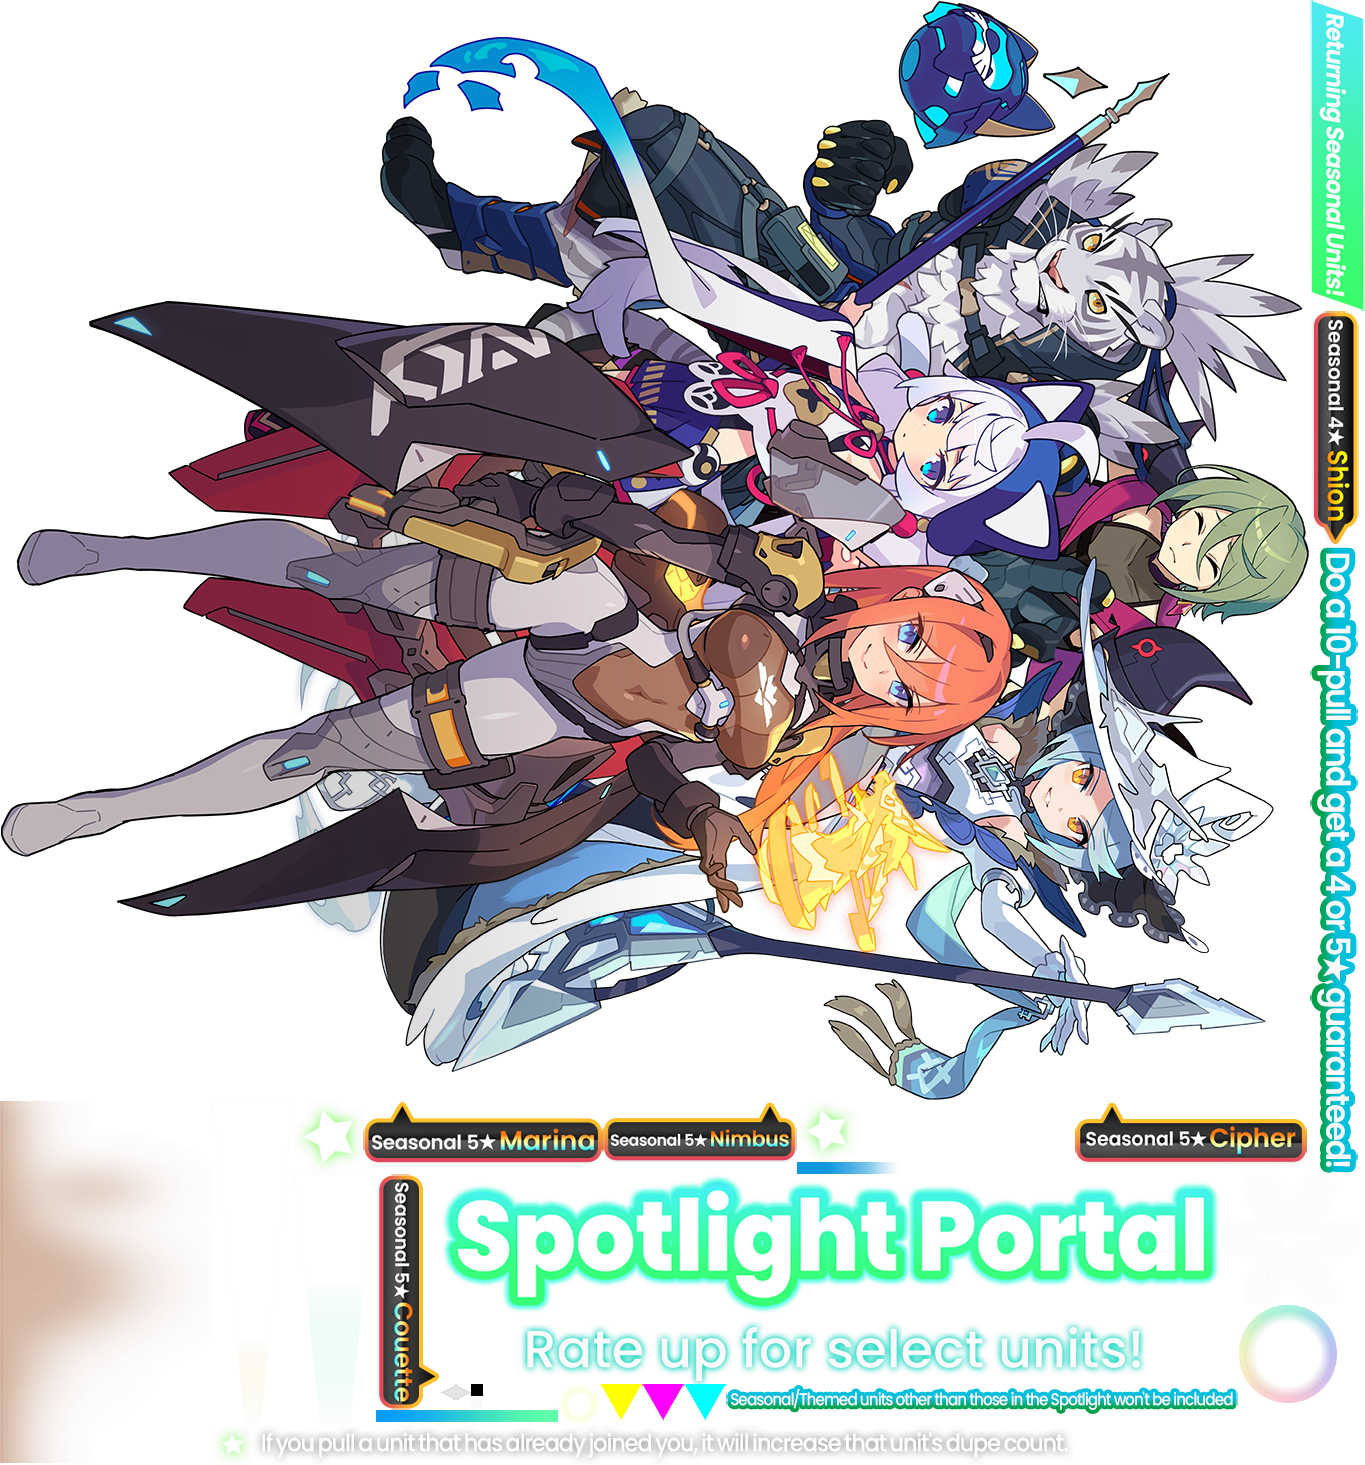 Returning Seasonal Units!
Seasonal 4★ Shion
Do a 10-pull and get a 4 or 5★ guaranteed!
Seasonal 5★ Marina
Seasonal 5★ Nimbus
Seasonal 5★ Cipher
Seasonal 5★ Couette
Spotlight Portal
Rate up for select units!
Seasonal/Themed units other than those in the Spotlight won't be included
If you pull a unit that has already joined you, it will increase that unit's dupe count.